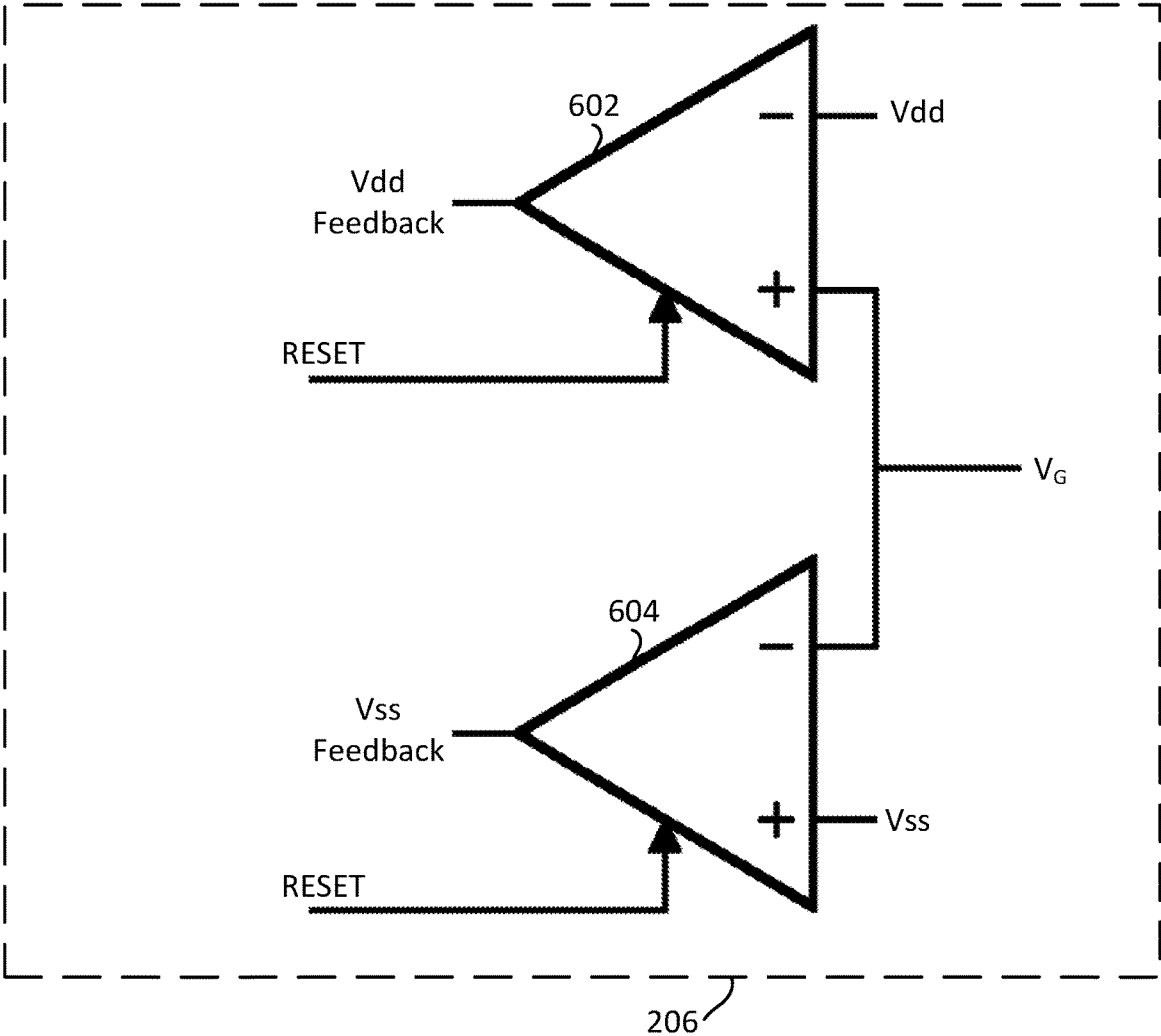 602
−
Vdd
Vdd
Feedback
+
RESET
VG
604
−
Vss
Feedback
+
Vss
RESET
206